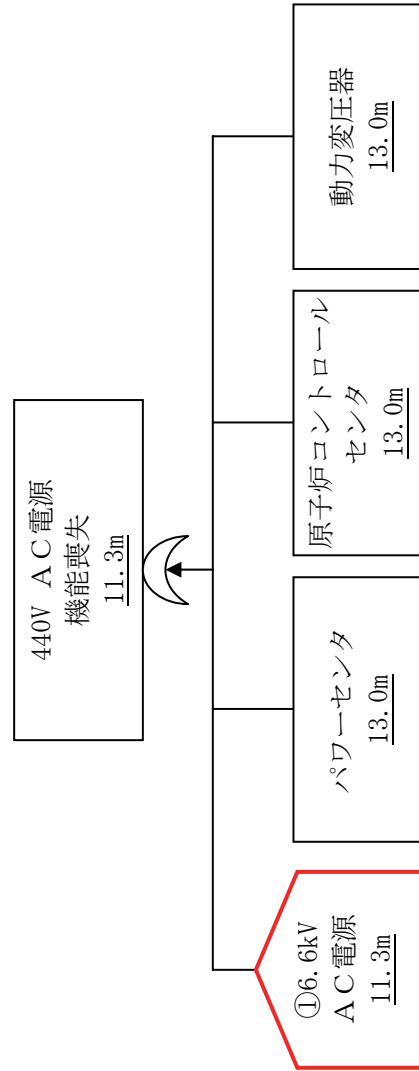 440V AC電源
機能喪失
11.3m
①6.6kV
AC電源
11.3m
パワーセンタ
13.0m
原子炉コントロール
センタ
13.0m
動力変圧器
13.0m